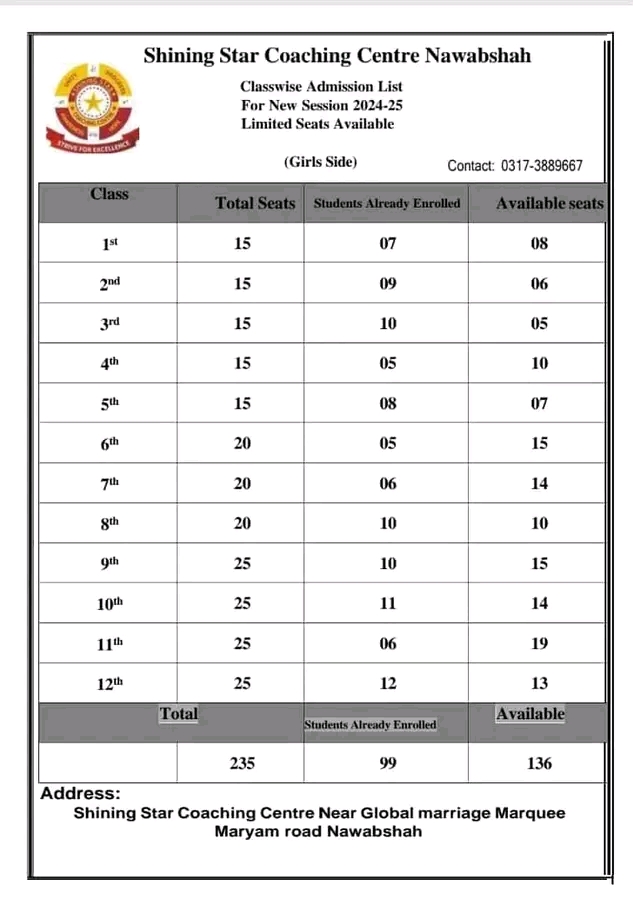 Shining Star Coaching Centre Nawabshah
SHINING STAR
COACHING CENTRE
STRIVE FOR EXCELLENCE
Classwise Admission List
For New Session 2024-25
Limited Seats Available
(Girls Side)
Contact: 0317-3889667
Class Total Seats Students Already Enrolled Available seats
1st 15 07 08
2nd 15 09 06
3rd 15 10 05
4th 15 05 10
5th 15 08 07
6th 20 05 15
7th 20 06 14
8th 20 10 10
9th 25 10 15
10th 25 11 14
11th 25 06 19
12th 25 12 13
Total Students Already Enrolled Available
235 99 136
Address:
Shining Star Coaching Centre Near Global marriage Marquee
Maryam road Nawabshah